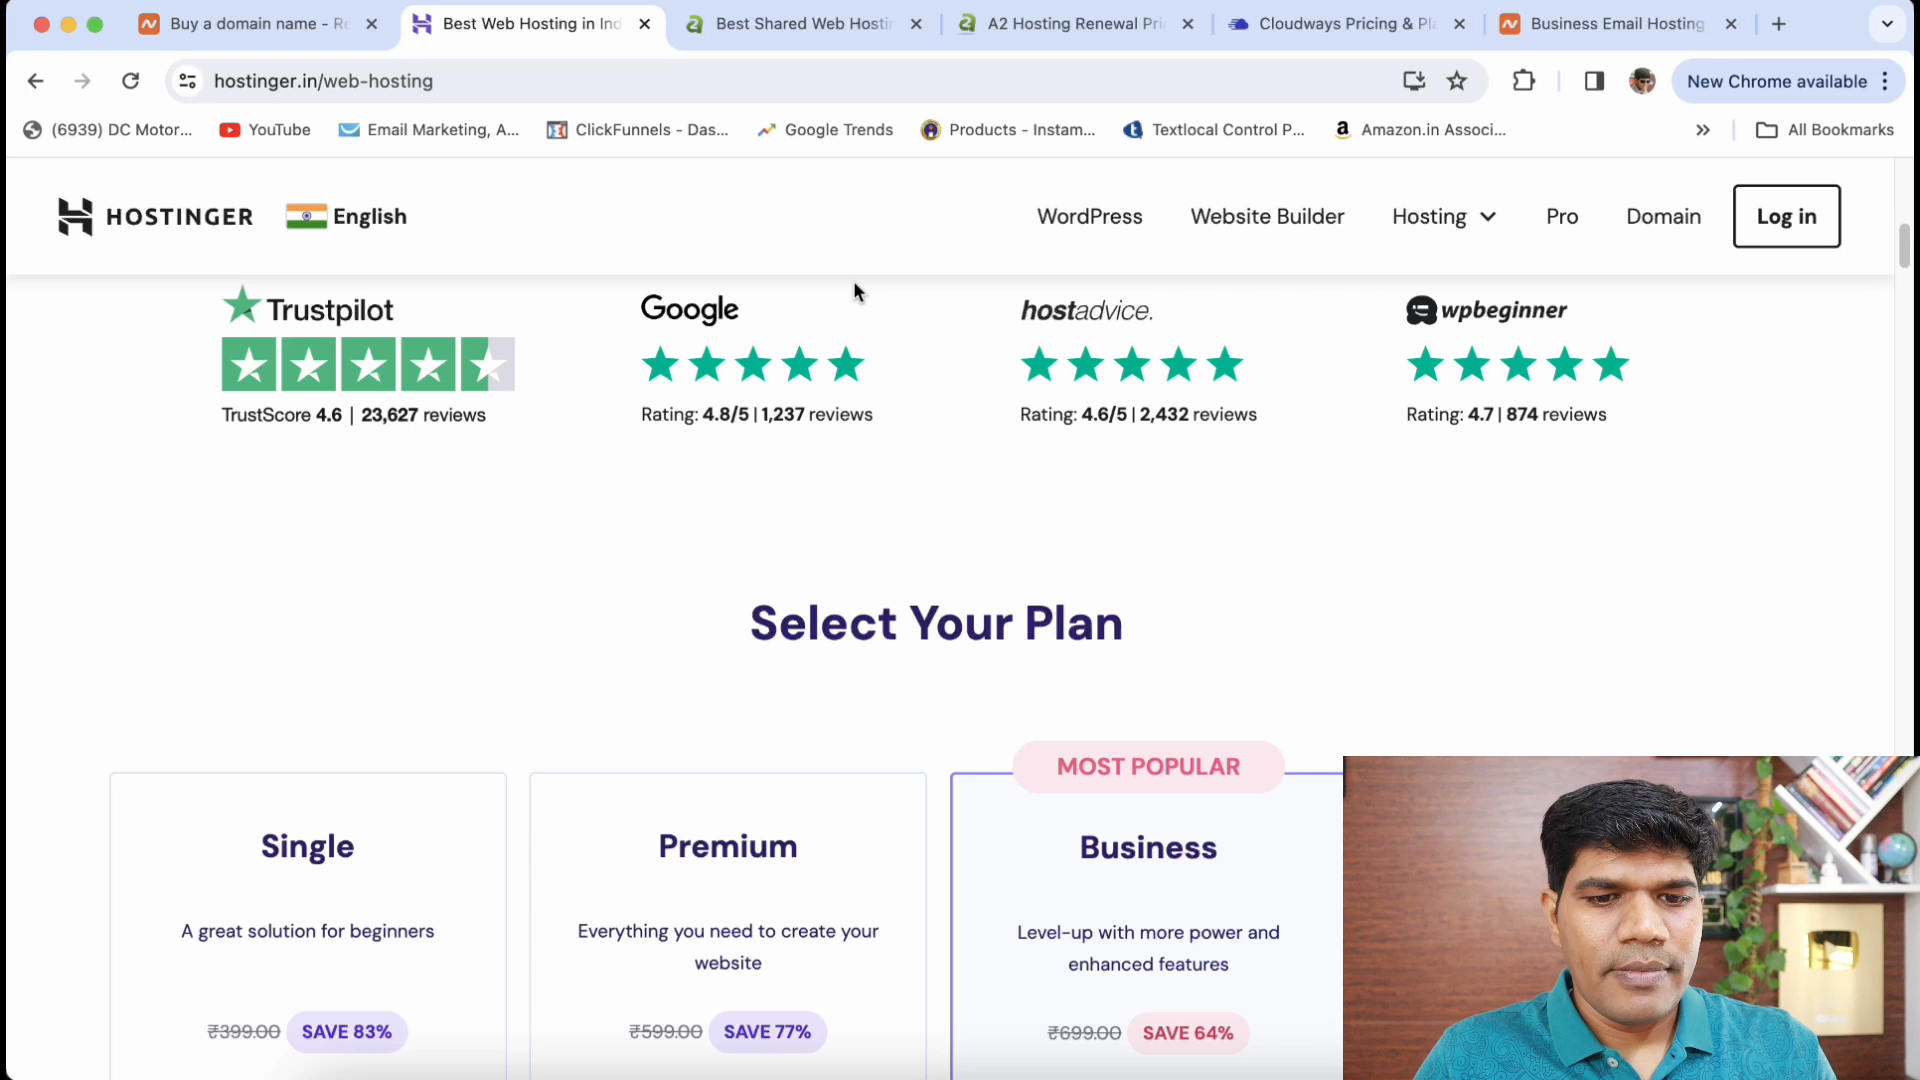 Buy a domain name - Re
Best Web Hosting in Ind
Best Shared Web Hosti
A2 Hosting Renewal Pri
Cloudways Pricing & Pla
Business Email Hosting
hostinger.in/web-hosting
New Chrome available
(6939) DC Motor...
YouTube
Email Marketing, A...
ClickFunnels - Das...
Google Trends
Products - Instam...
Textlocal Control P...
Amazon.in Associ...
All Bookmarks
HOSTINGER
English
WordPress
Website Builder
Hosting
Pro
Domain
Log in
Trustpilot
TrustScore 4.6 | 23,627 reviews
Google
Rating: 4.8/5 | 1,237 reviews
hostadvice.
Rating: 4.6/5 | 2,432 reviews
wpbeginner
Rating: 4.7 | 874 reviews
Select Your Plan
Single
A great solution for beginners
₹399.00 SAVE 83%
Premium
Everything you need to create your
website
₹599.00 SAVE 77%
MOST POPULAR
Business
Level-up with more power and
enhanced features
₹699.00 SAVE 64%